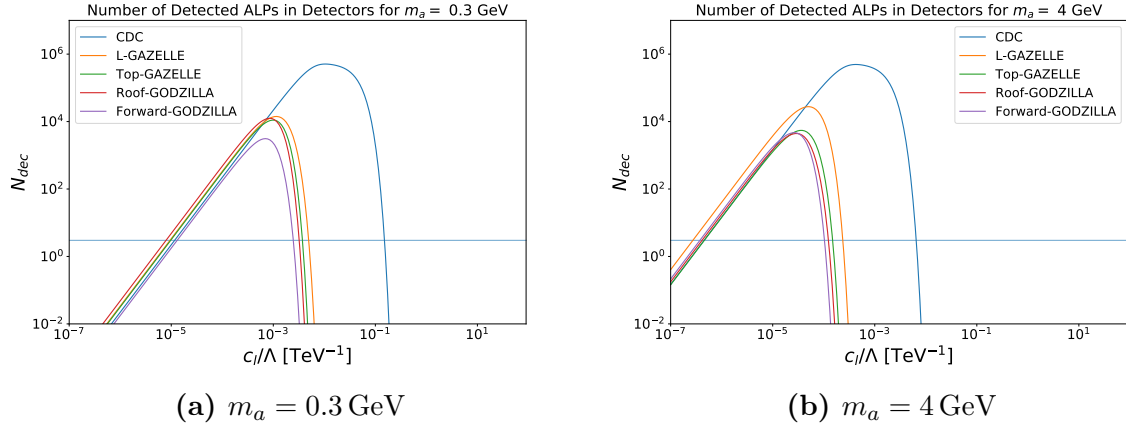 Number of Detected ALPs in Detectors for m_a = 0.3 GeV
CDC
L-GAZELLE
Top-GAZELLE
Roof-GODZILLA
Forward-GODZILLA
N_dec
10^6
10^4
10^2
10^0
10^-2
10^-7
10^-5
10^-3
10^-1
10^1
c_l/Λ [TeV^-1]
(a) m_a = 0.3 GeV
Number of Detected ALPs in Detectors for m_a = 4 GeV
CDC
L-GAZELLE
Top-GAZELLE
Roof-GODZILLA
Forward-GODZILLA
N_dec
10^6
10^4
10^2
10^0
10^-2
10^-7
10^-5
10^-3
10^-1
10^1
c_l/Λ [TeV^-1]
(b) m_a = 4 GeV